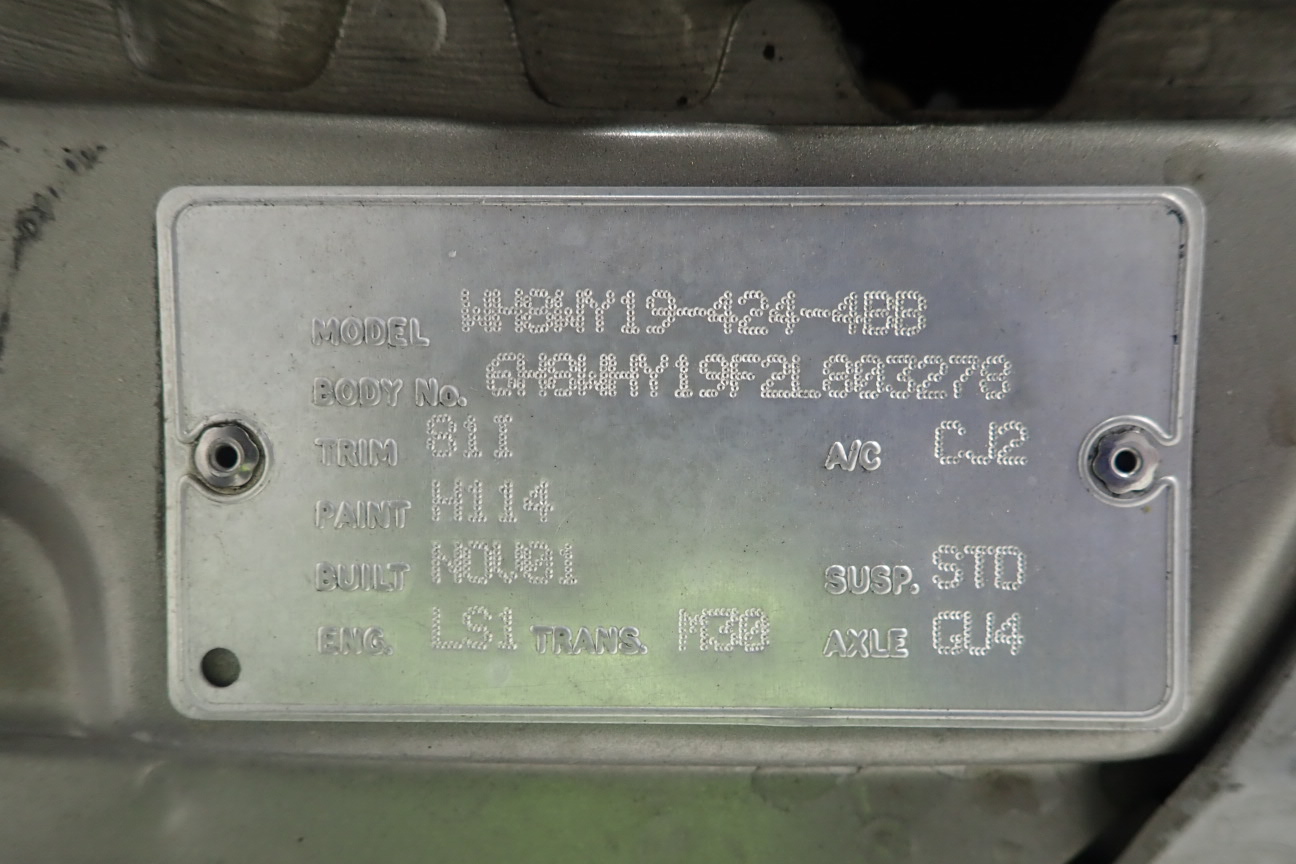 MODEL WH8WY19-424-4BB
BODY No. 6H8WHY19F2L803278
TRIM 81I A/C CJ2
PAINT H114
BUILT NOV01 SUSP. STD
ENG. LS1 TRANS. M30 AXLE GU4